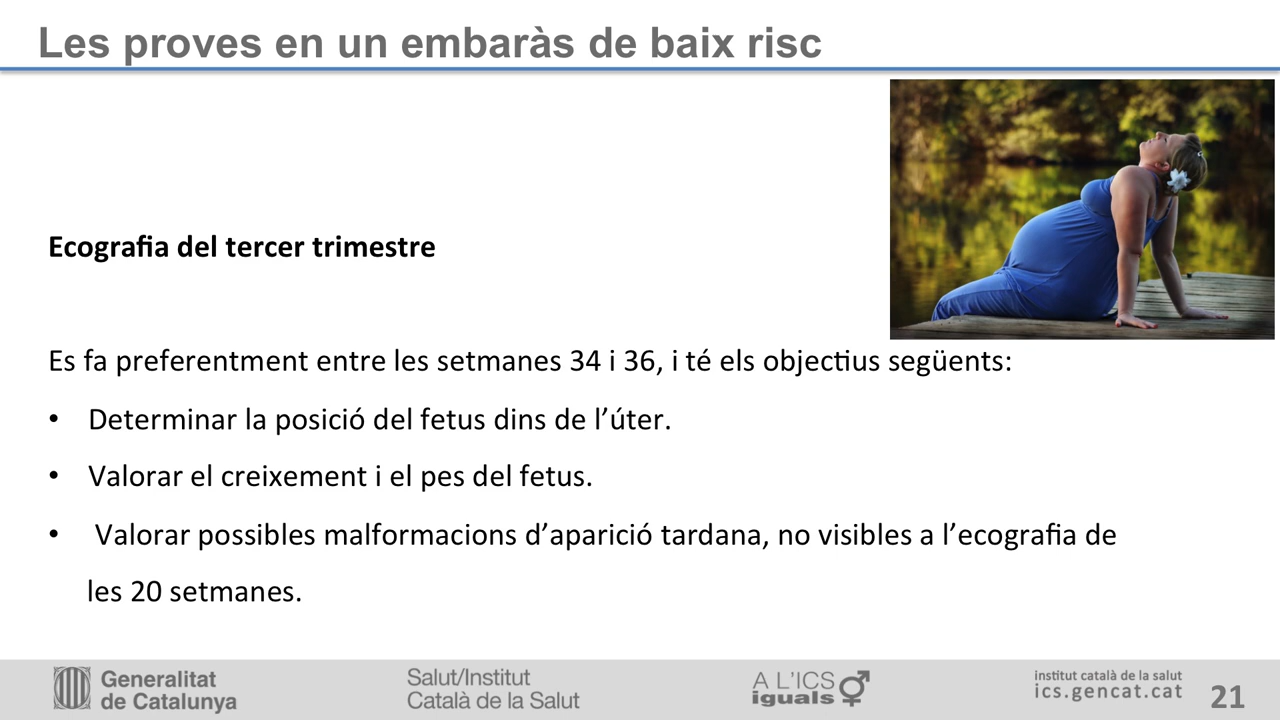 Les proves en un embaràs de baix risc
Ecografia del tercer trimestre
Es fa preferentment entre les setmanes 34 i 36, i té els objectius següents:
• Determinar la posició del fetus dins de l’úter.
• Valorar el creixement i el pes del fetus.
• Valorar possibles malformacions d’aparició tardana, no visibles a l’ecografia de
les 20 setmanes.
Generalitat
de Catalunya
Salut/Institut
Català de la Salut
A L'ICS
iguals
institut català de la salut
ics.gencat.cat
21